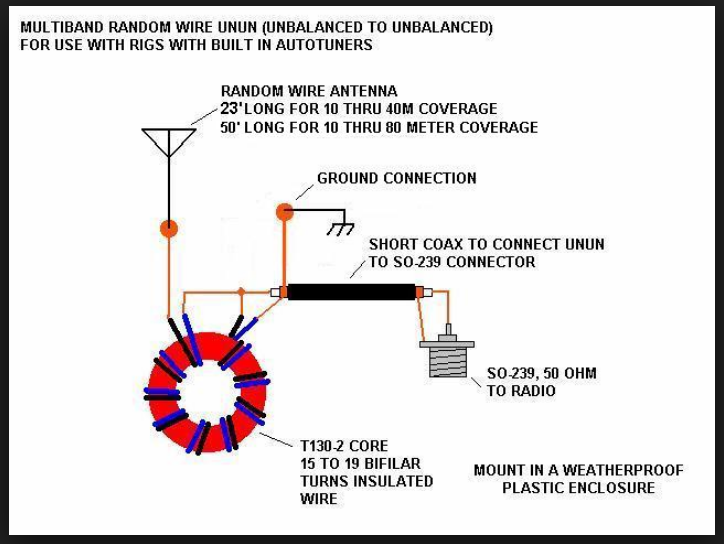 MULTIBAND RANDOM WIRE UNUN (UNBALANCED TO UNBALANCED)
FOR USE WITH RIGS WITH BUILT IN AUTOTUNERS
RANDOM WIRE ANTENNA
23' LONG FOR 10 THRU 40M COVERAGE
50' LONG FOR 10 THRU 80 METER COVERAGE
GROUND CONNECTION
SHORT COAX TO CONNECT UNUN
TO SO-239 CONNECTOR
SO-239, 50 OHM
TO RADIO
T130-2 CORE
15 TO 19 BIFILAR
TURNS INSULATED
WIRE
MOUNT IN A WEATHERPROOF
PLASTIC ENCLOSURE